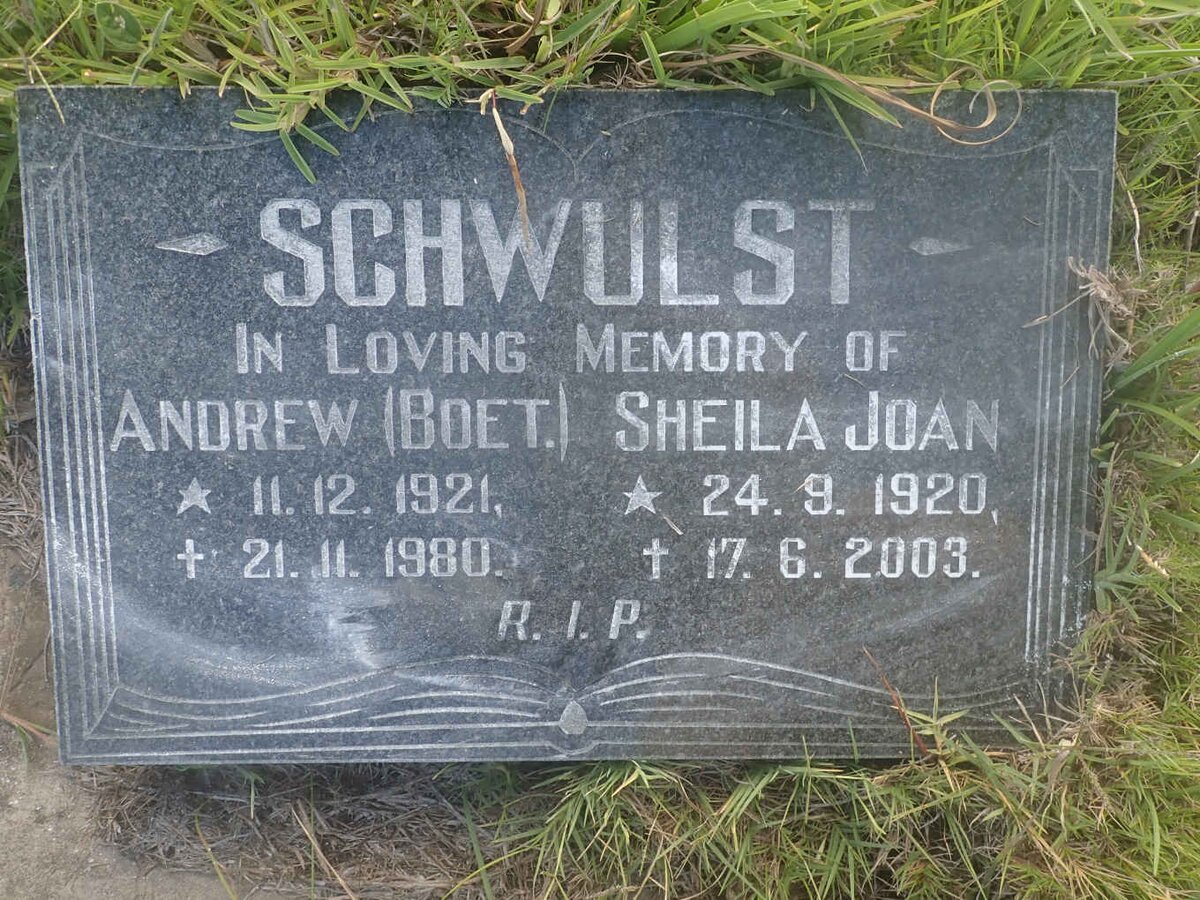 SCHWULST
IN LOVING MEMORY OF
ANDREW (BOET.) SHEILA JOAN
★ 11. 12. 1921, ★ 24. 9. 1920,
✝ 21. 11. 1980. ✝ 17. 6. 2003.
R. I. P.